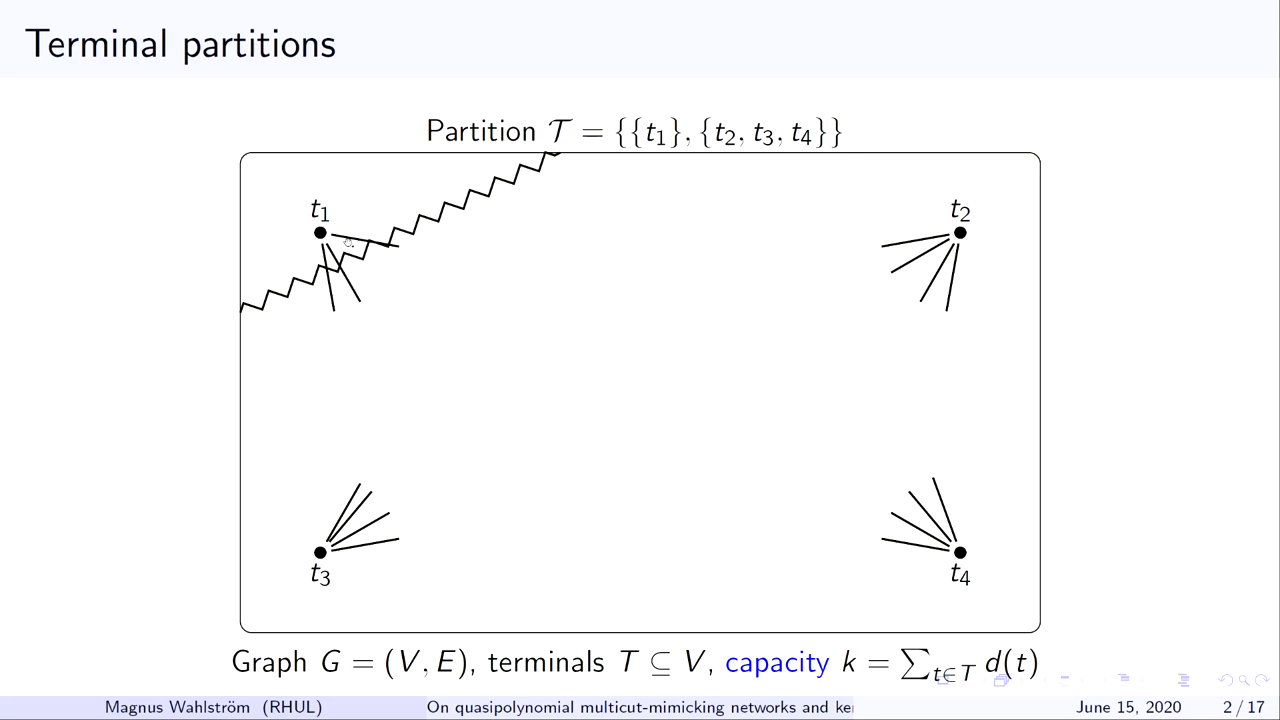 Terminal partitions
Partition 𝒯 = {{t₁}, {t₂, t₃, t₄}}
t₁
t₂
t₃
t₄
Graph G = (V, E), terminals T ⊆ V, capacity k = ∑_{t∈T} d(t)
Magnus Wahlström (RHUL) On quasipolynomial multicut-mimicking networks and ke June 15, 2020 2 / 17